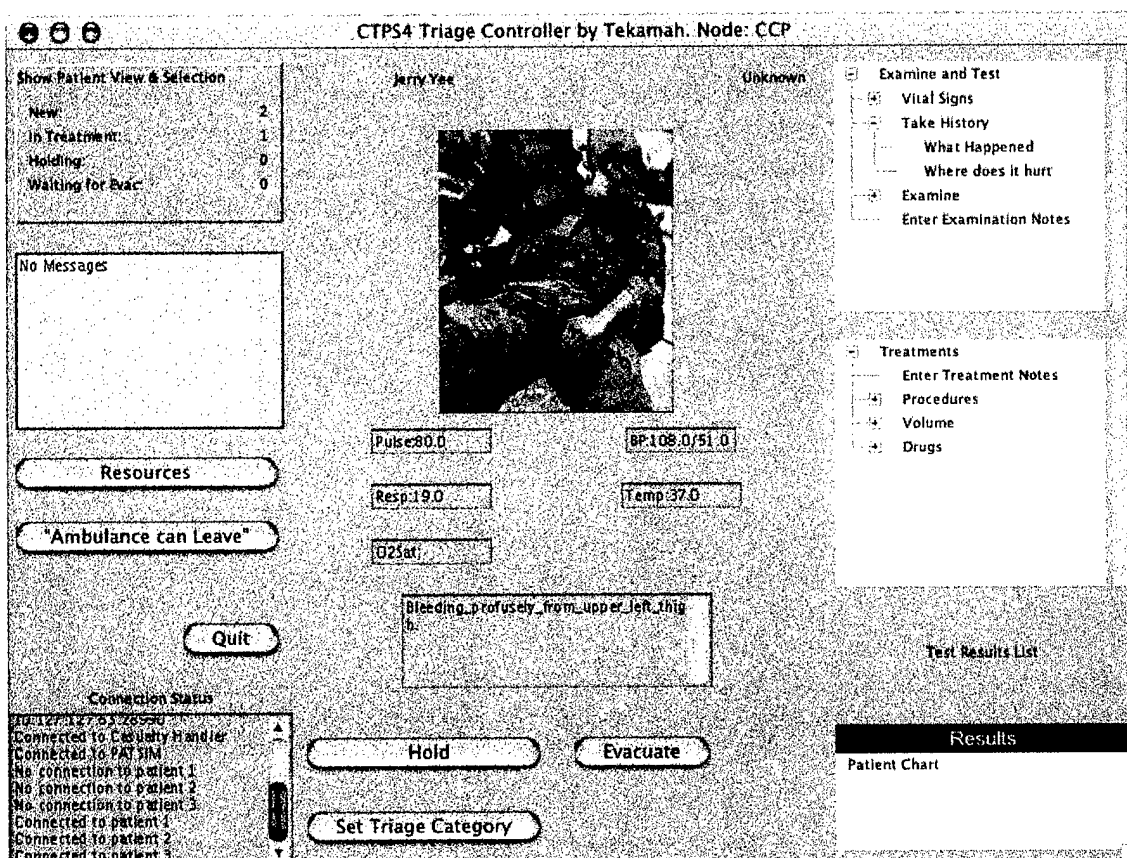 CTPS4 Triage Controller by Tekamah. Node: CCP
Show Patient View & Selection
New: 2
In Treatment: 1
Holding: 0
Waiting for Evac: 0
No Messages
Resources
"Ambulance can Leave"
Quit
Connection Status
Connected to Casualty Handler
Connected to PATSIM
No connection to patient 1
No connection to patient 2
No connection to patient 3
Connected to patient 1
Connected to patient 2
Connected to patient 3
Jerry Yee
Unknown
Pulse:80.0
BP:108.0/51.0
Resp:19.0
Temp:37.0
O2Sat:
Bleeding_profusely_from_upper_left_thig
h.
Hold
Evacuate
Set Triage Category
Examine and Test
Vital Signs
Take History
What Happened
Where does it hurt
Examine
Enter Examination Notes
Treatments
Enter Treatment Notes
Procedures
Volume
Drugs
Test Results List
Results
Patient Chart